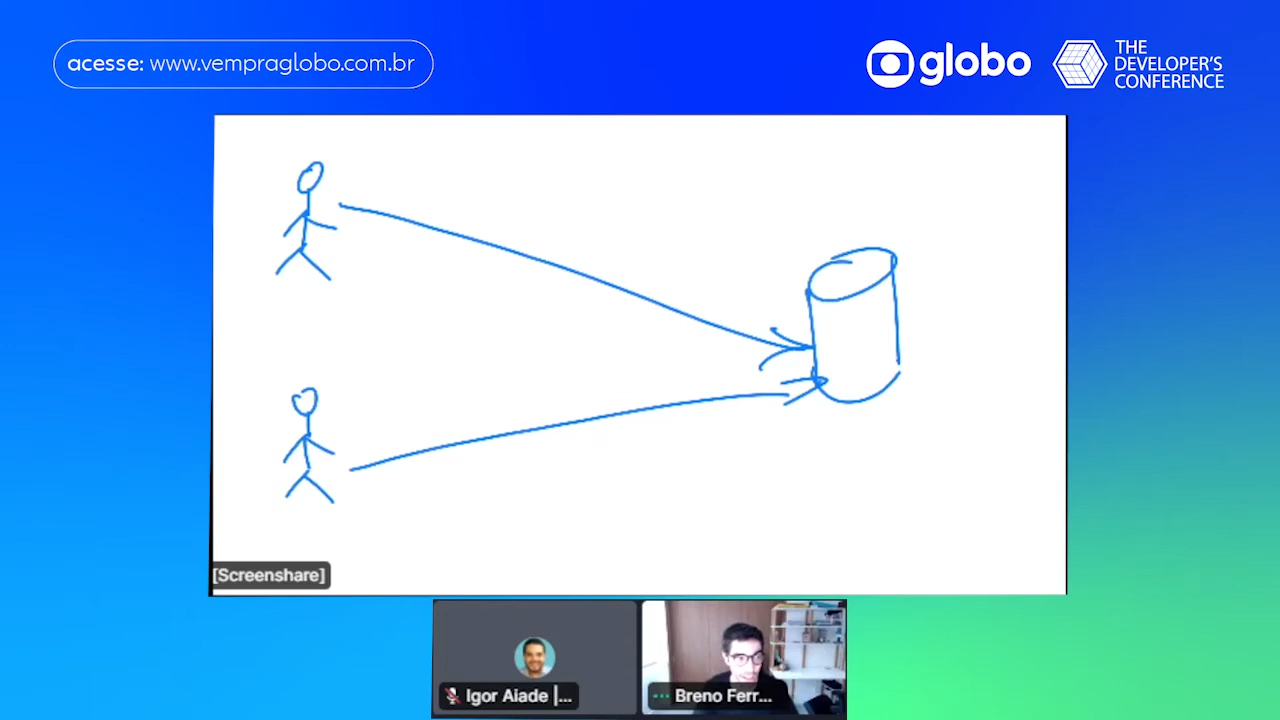 acesse: www.vempraglobo.com.br
globo
THE
DEVELOPER'S
CONFERENCE
[Screenshare]
Igor Aiade |...
Breno Ferr...